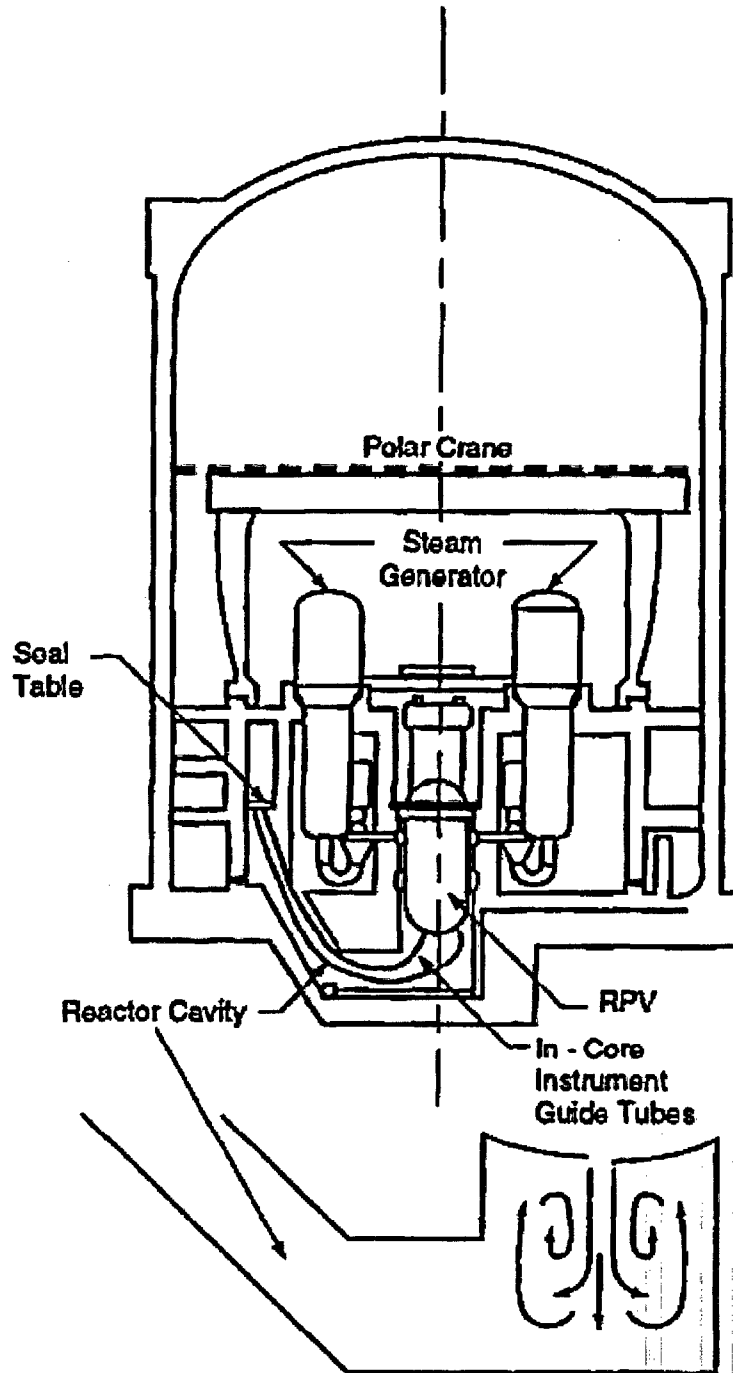 Polar Crane
Steam
Generator
Seal
Table
Reactor Cavity
RPV
In - Core
Instrument
Guide Tubes